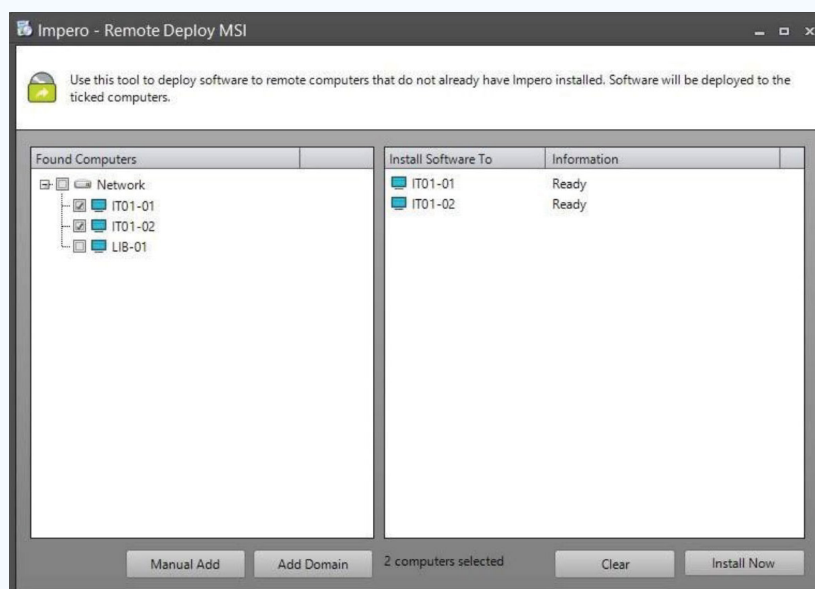 Impero - Remote Deploy MSI
Use this tool to deploy software to remote computers that do not already have Impero installed. Software will be deployed to the
ticked computers.
Found Computers
Network
IT01-01
IT01-02
LIB-01
Install Software To Information
IT01-01 Ready
IT01-02 Ready
Manual Add Add Domain 2 computers selected Clear Install Now